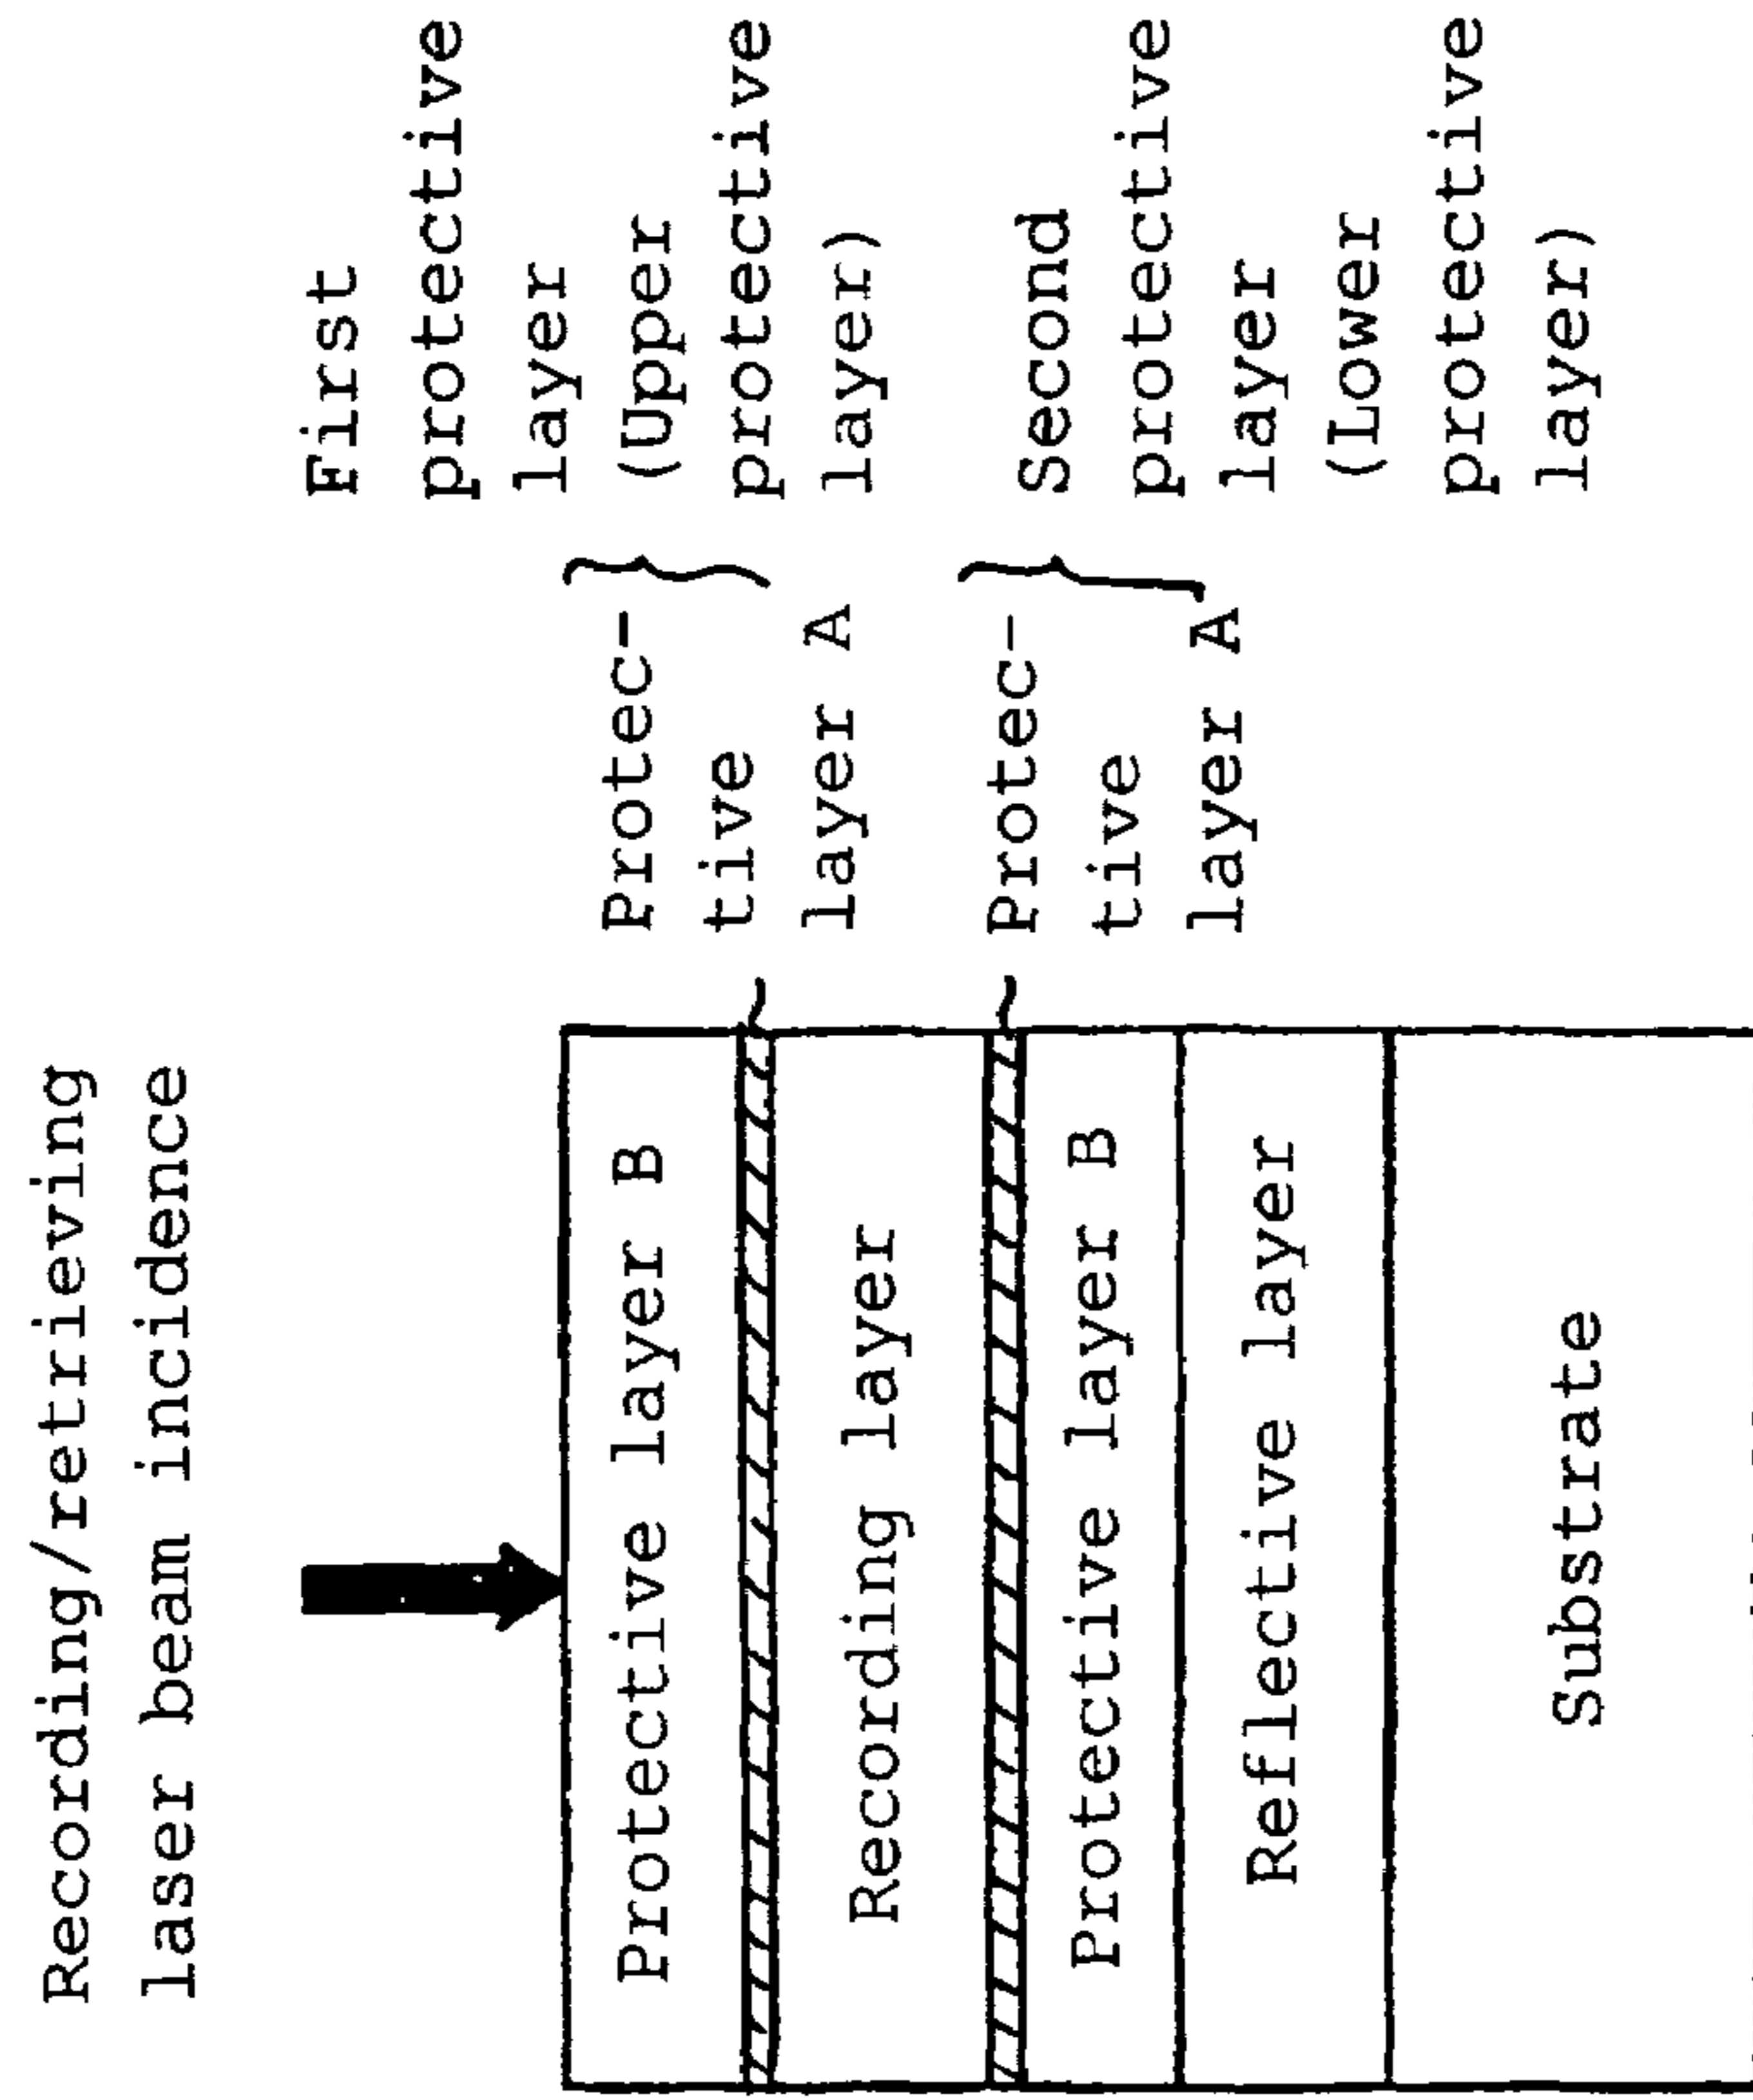 Recording/retrieving
laser beam incidence
Protective layer B
Recording layer
Protective layer B
Reflective layer
Substrate
Protec-
tive
layer A
Protec-
tive
layer A
First
protective
layer
(Upper
protective
layer)
Second
protective
layer
(Lower
protective
layer)